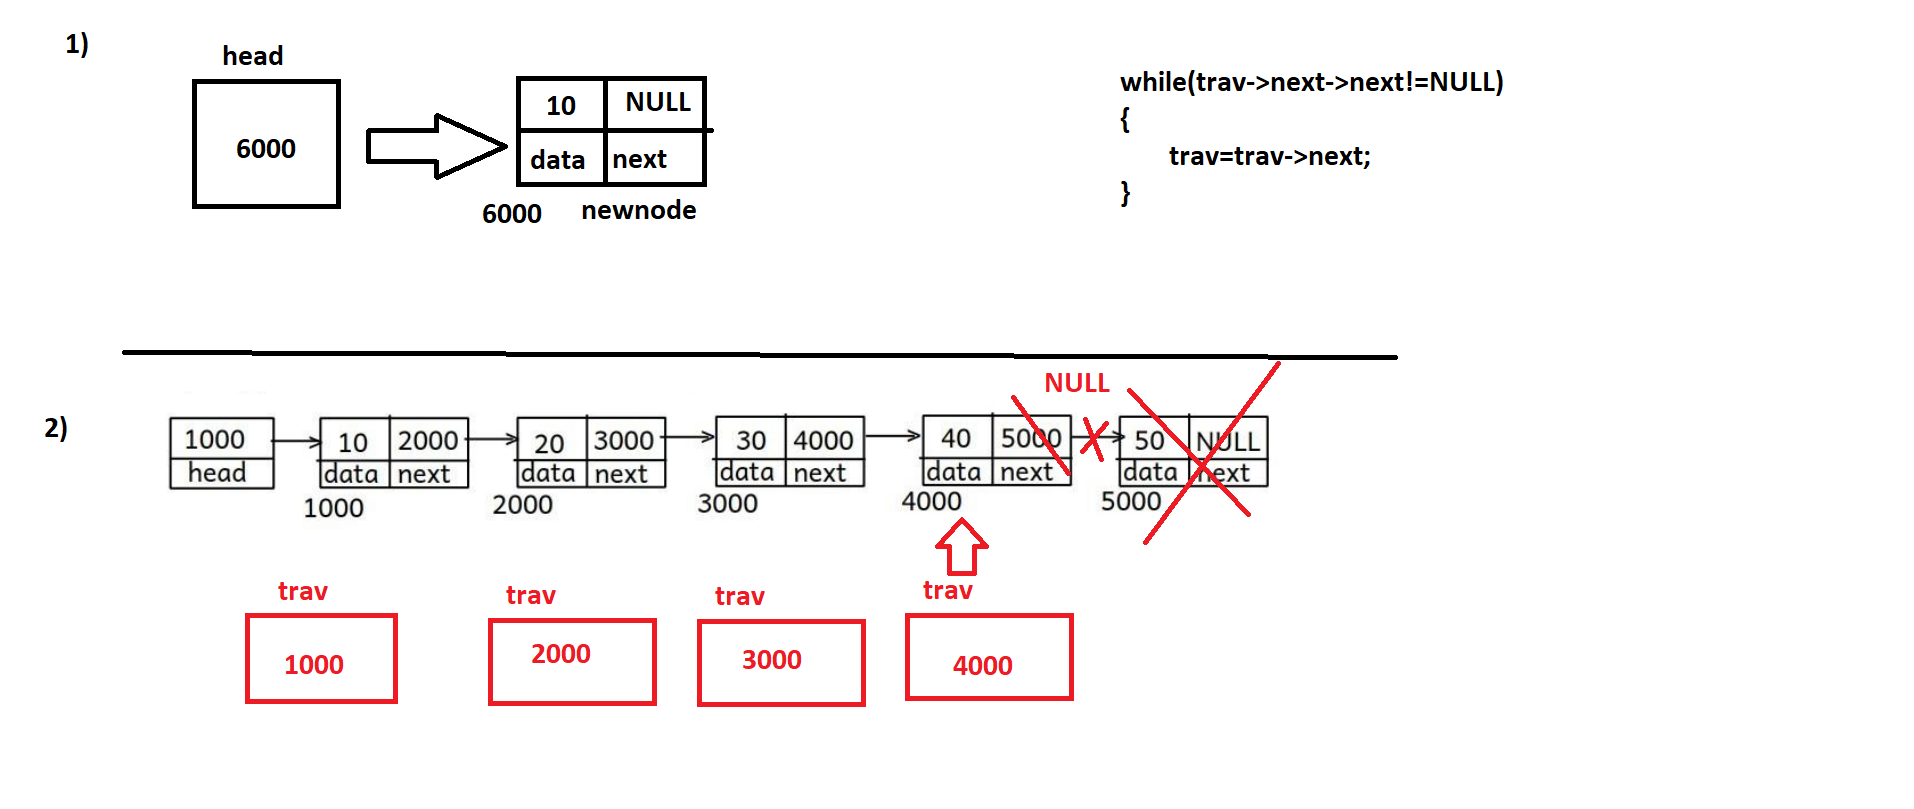 1)
head
6000
10 NULL
data next
6000 newnode
while(trav->next->next!=NULL)
{
trav=trav->next;
}
NULL
2)
1000 10 2000 20 3000 30 4000 40 5000 50 NULL
head data next data next data next data next data next
1000 2000 3000 4000 5000
trav trav trav trav
1000 2000 3000 4000